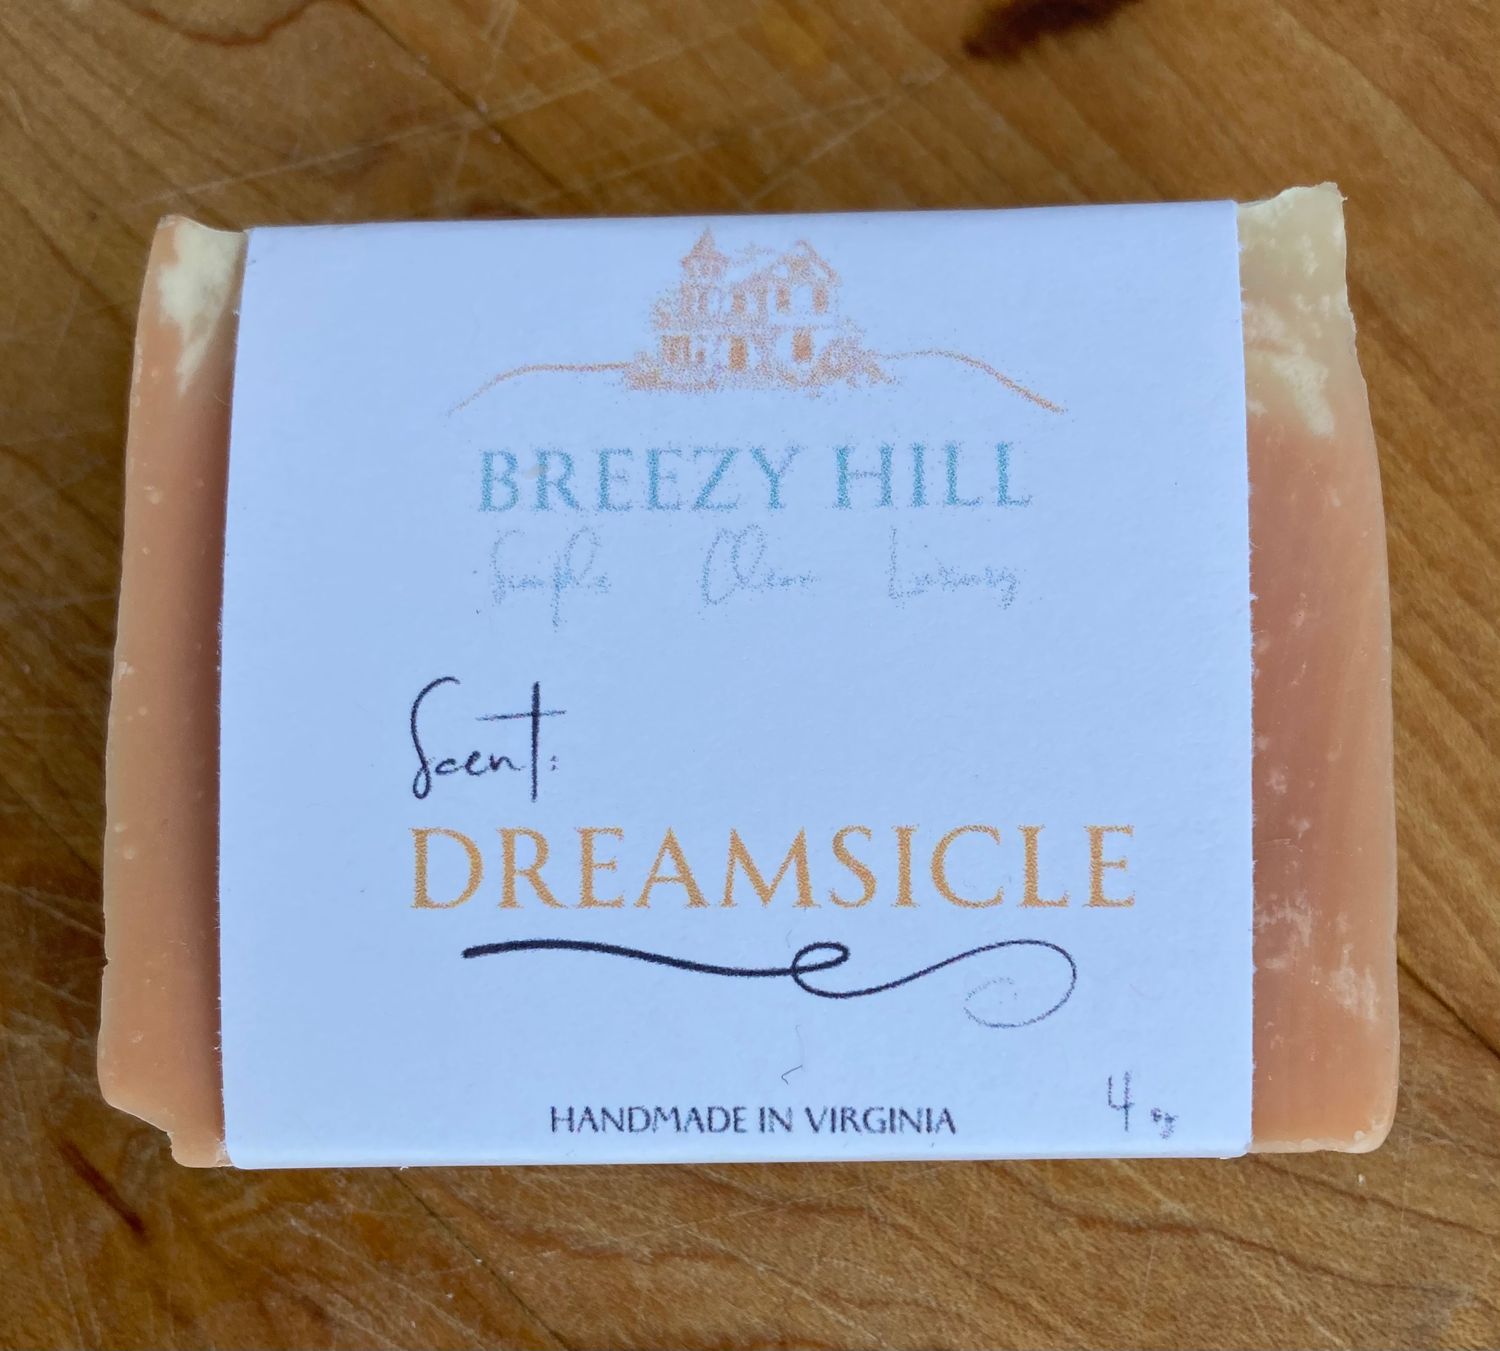 BREEZY HILL
Simple Clean Luxury
Scent:
DREAMSICLE
HANDMADE IN VIRGINIA
4 oz